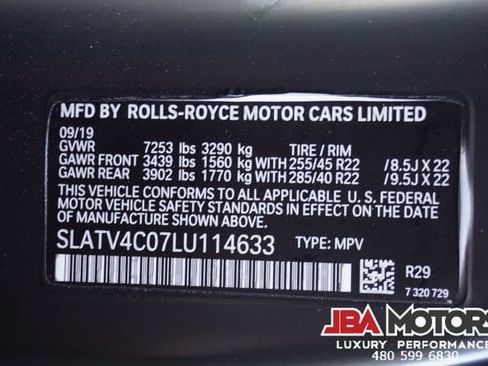 MFD BY ROLLS-ROYCE MOTOR CARS LIMITED
09/19
GVWR 7253 lbs 3290 kg TIRE / RIM
GAWR FRONT 3439 lbs 1560 kg WITH 255/45 R22 /8.5J X 22
GAWR REAR 3902 lbs 1770 kg WITH 285/40 R22 /9.5J X 22
THIS VEHICLE CONFORMS TO ALL APPLICABLE U. S. FEDERAL
MOTOR VEHICLE SAFETY STANDARDS IN EFFECT ON THE
DATE OF MANUFACTURE SHOWN ABOVE.
SLATV4C07LU114633 TYPE: MPV
R29
7 320 729
JBA MOTORS
LUXURY PERFORMANCE
480 599 6830